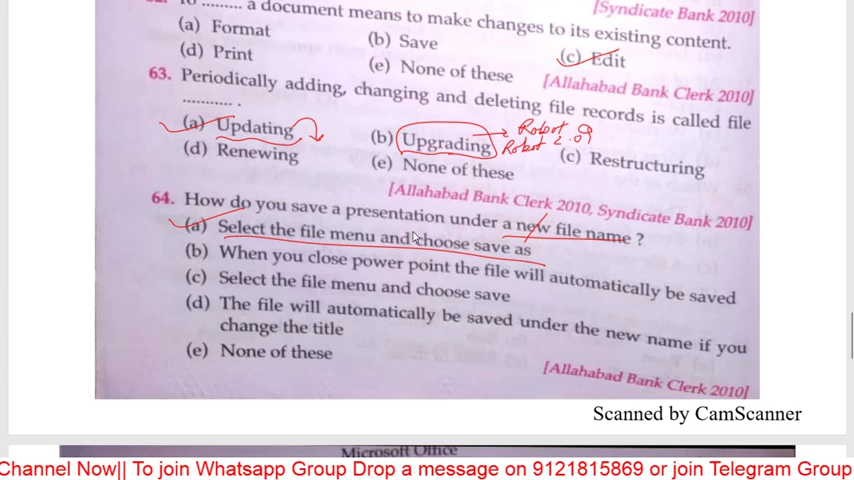 ......... a document means to make changes to its existing content.
[Syndicate Bank 2010]
(a) Format (b) Save (c) Edit
(d) Print (e) None of these
[Allahabad Bank Clerk 2010]
63. Periodically adding, changing and deleting file records is called file
........... .
(a) Updating (b) Upgrading (c) Restructuring
Robot
Robot 2.0
(d) Renewing (e) None of these
[Allahabad Bank Clerk 2010, Syndicate Bank 2010]
64. How do you save a presentation under a new file name ?
(a) Select the file menu and choose save as
(b) When you close power point the file will automatically be saved
(c) Select the file menu and choose save
(d) The file will automatically be saved under the new name if you
change the title
(e) None of these
[Allahabad Bank Clerk 2010]
Scanned by CamScanner
Microsoft Office
Channel Now|| To join Whatsapp Group Drop a message on 9121815869 or join Telegram Group